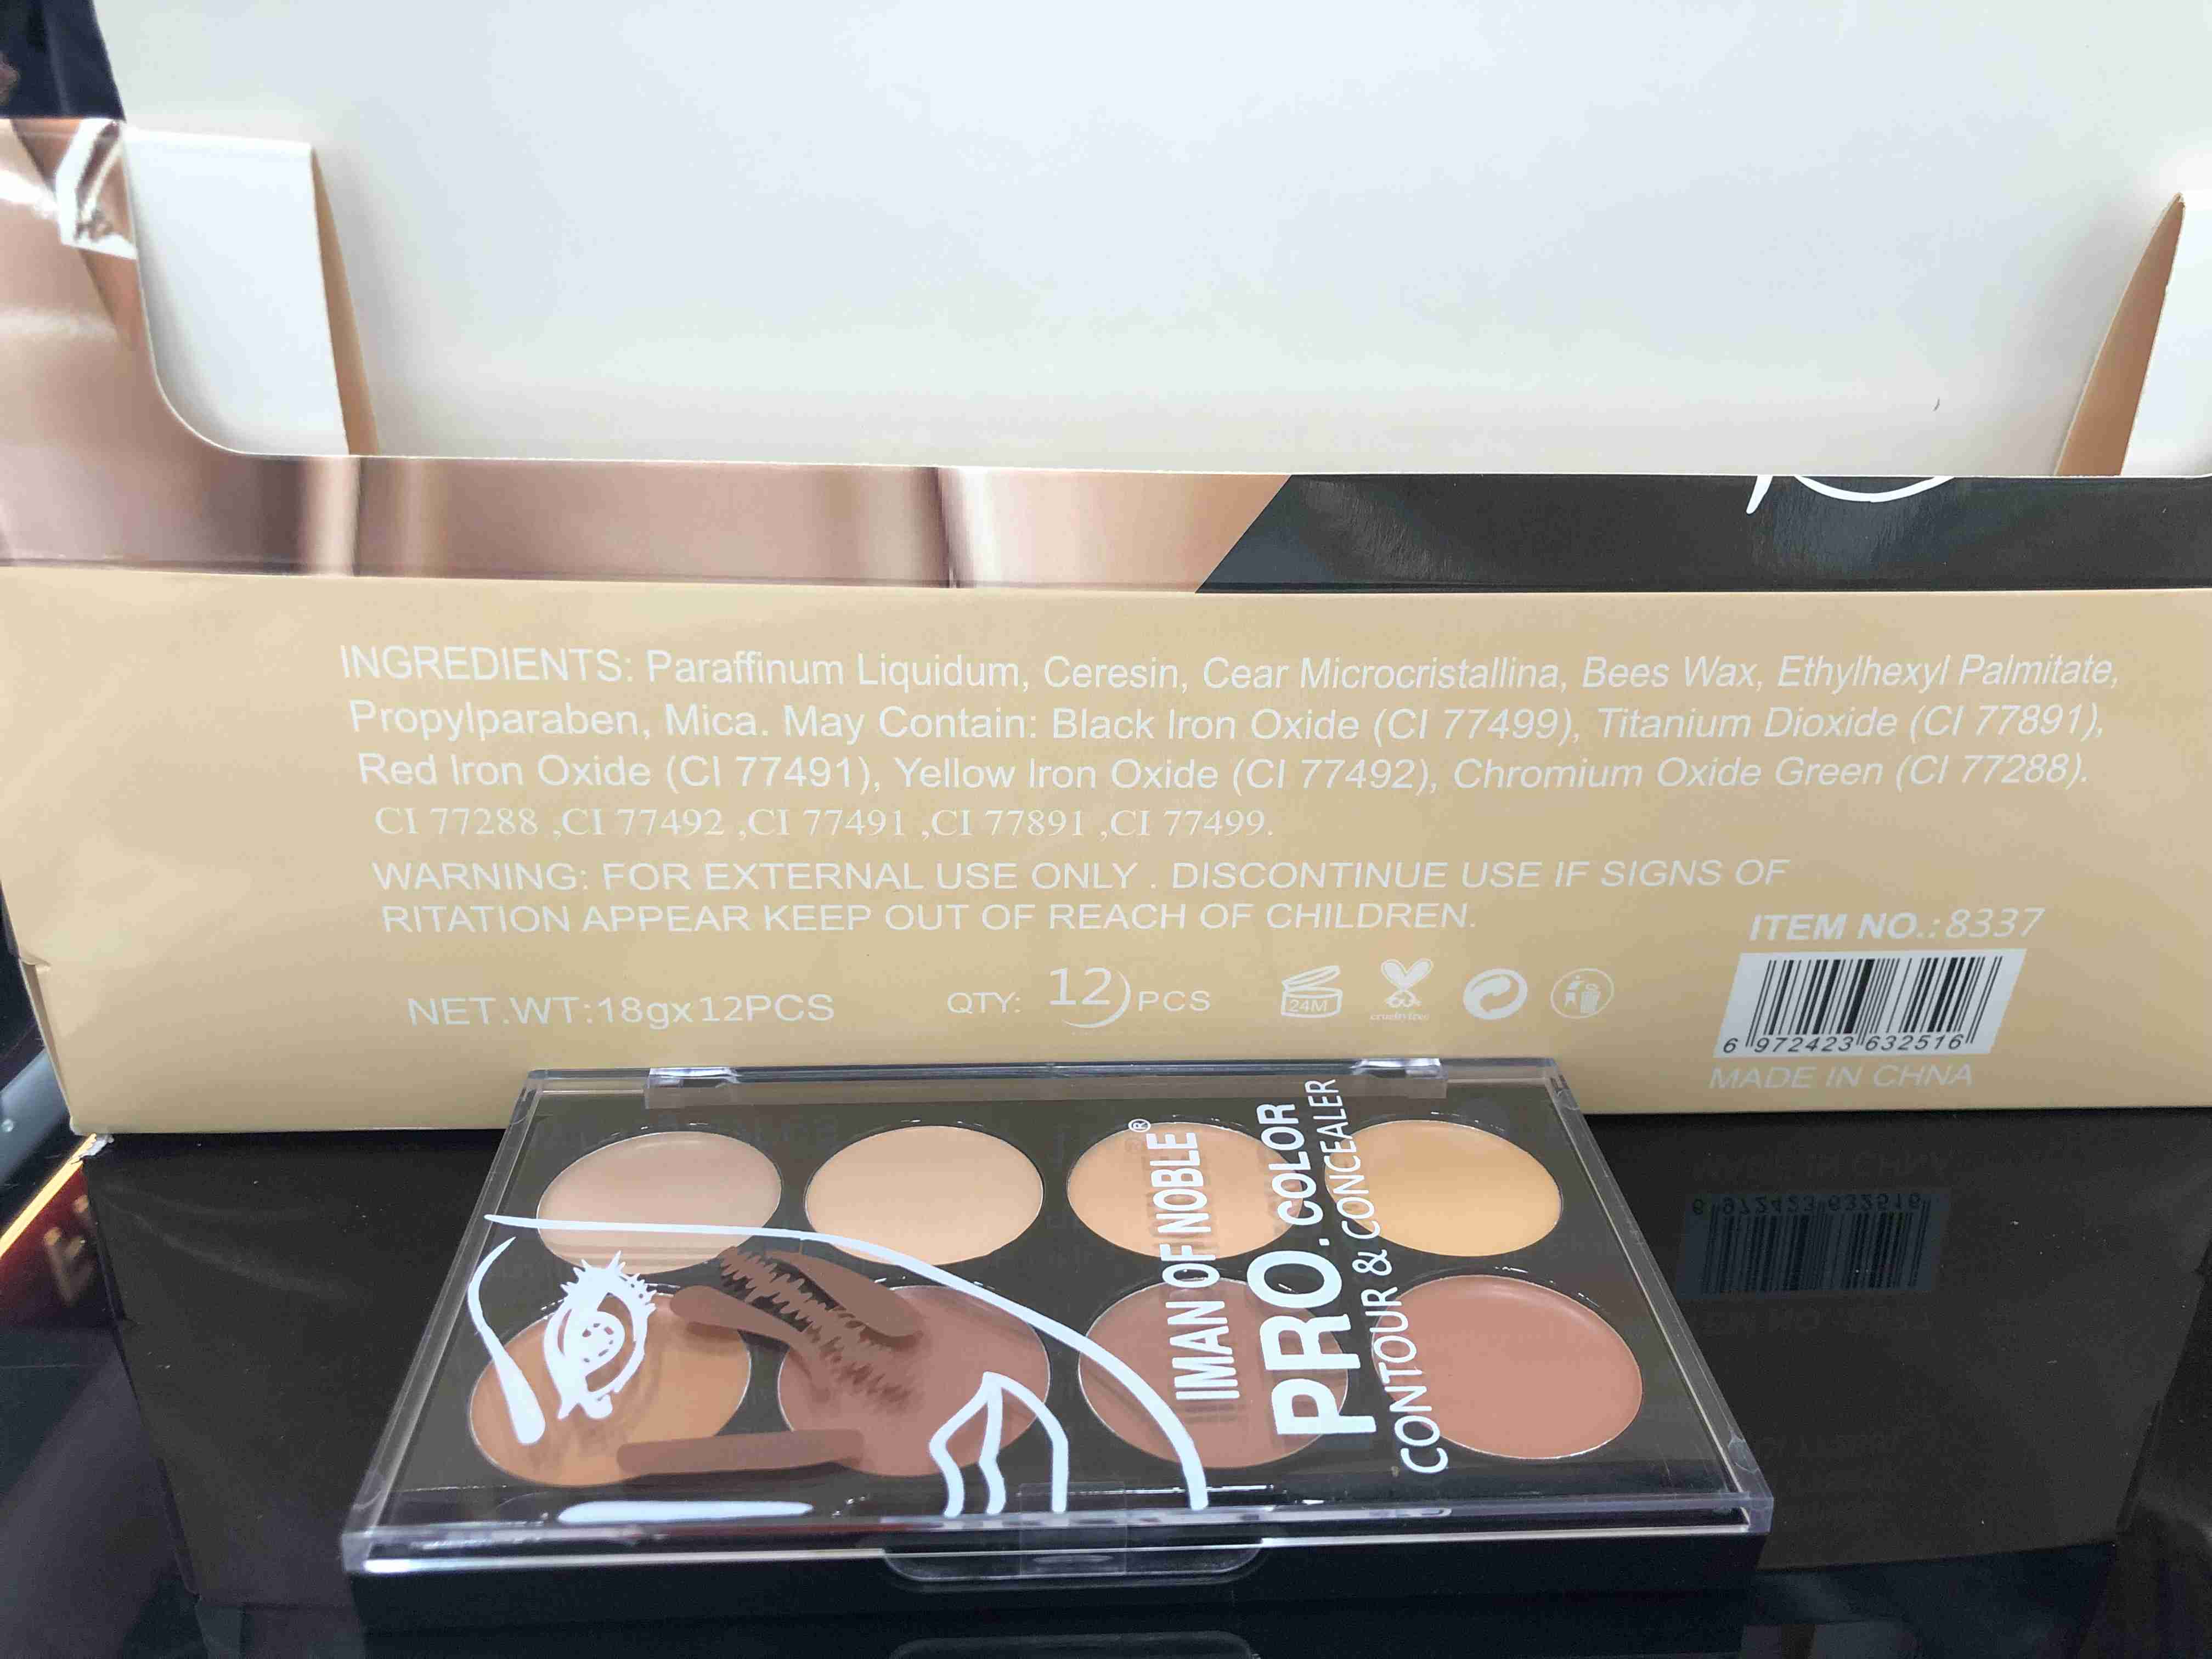 INGREDIENTS: Paraffinum Liquidum, Ceresin, Cear Microcristallina, Bees Wax, Ethylhexyl Palmitate,
Propylparaben, Mica. May Contain: Black Iron Oxide (CI 77499), Titanium Dioxide (CI 77891),
Red Iron Oxide (CI 77491), Yellow Iron Oxide (CI 77492), Chromium Oxide Green (CI 77288).
CI 77288 ,CI 77492 ,CI 77491 ,CI 77891 ,CI 77499.
WARNING: FOR EXTERNAL USE ONLY . DISCONTINUE USE IF SIGNS OF
RITATION APPEAR KEEP OUT OF REACH OF CHILDREN.
ITEM NO.:8337
NET.WT:18gx12PCS
QTY: 12 PCS
24M
cruelty free
6 972423 632516
MADE IN CHNA
IMAN OF NOBLE®
PRO.COLOR
CONTOUR & CONCEALER